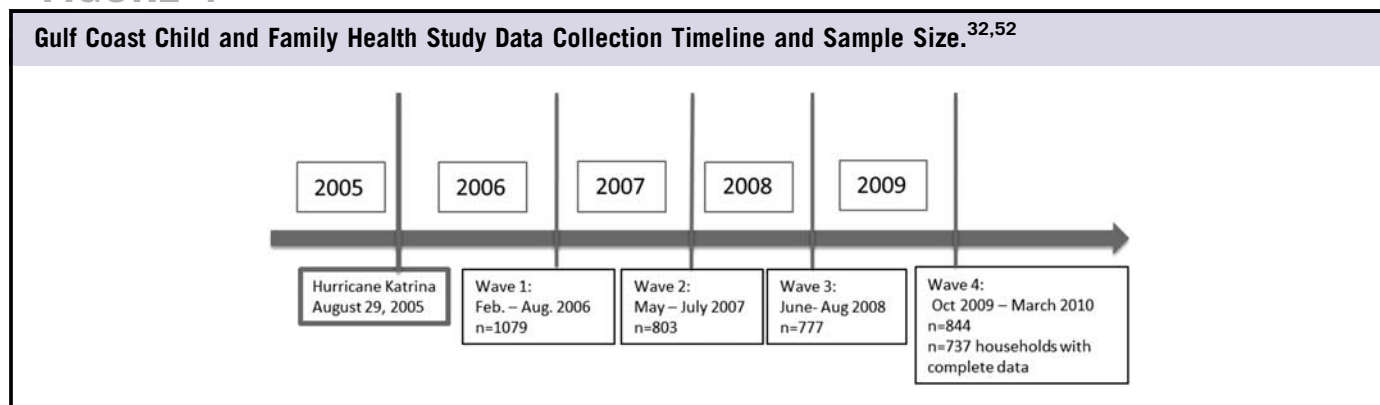 Gulf Coast Child and Family Health Study Data Collection Timeline and Sample Size.32,52
2005
2006
2007
2008
2009
Hurricane Katrina
August 29, 2005
Wave 1:
Feb. – Aug. 2006
n=1079
Wave 2:
May – July 2007
n=803
Wave 3:
June- Aug 2008
n=777
Wave 4:
Oct 2009 – March 2010
n=844
n=737 households with
complete data